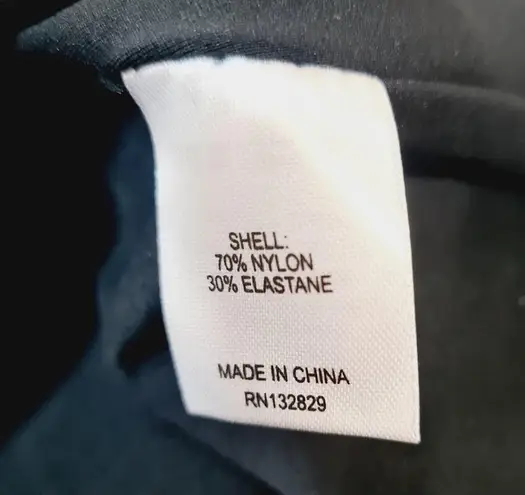 SHELL:
70% NYLON
30% ELASTANE
MADE IN CHINA
RN132829